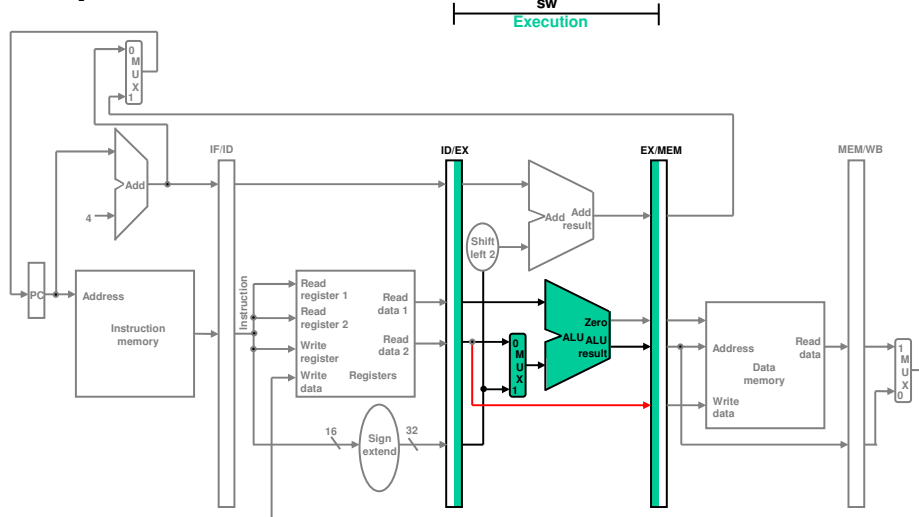 sw
Execution
0
M
U
X
1
IF/ID
ID/EX
EX/MEM
MEM/WB
Add
4
Add
Add
result
Shift
left 2
PC
Address
Instruction
memory
Instruction
Read
register 1
Read
register 2
Write
register
Write
data
Read
data 1
Read
data 2
Registers
0
M
U
X
1
Zero
ALU
ALU
result
Address
Read
data
Data
memory
Write
data
1
M
U
X
0
16
Sign
extend
32